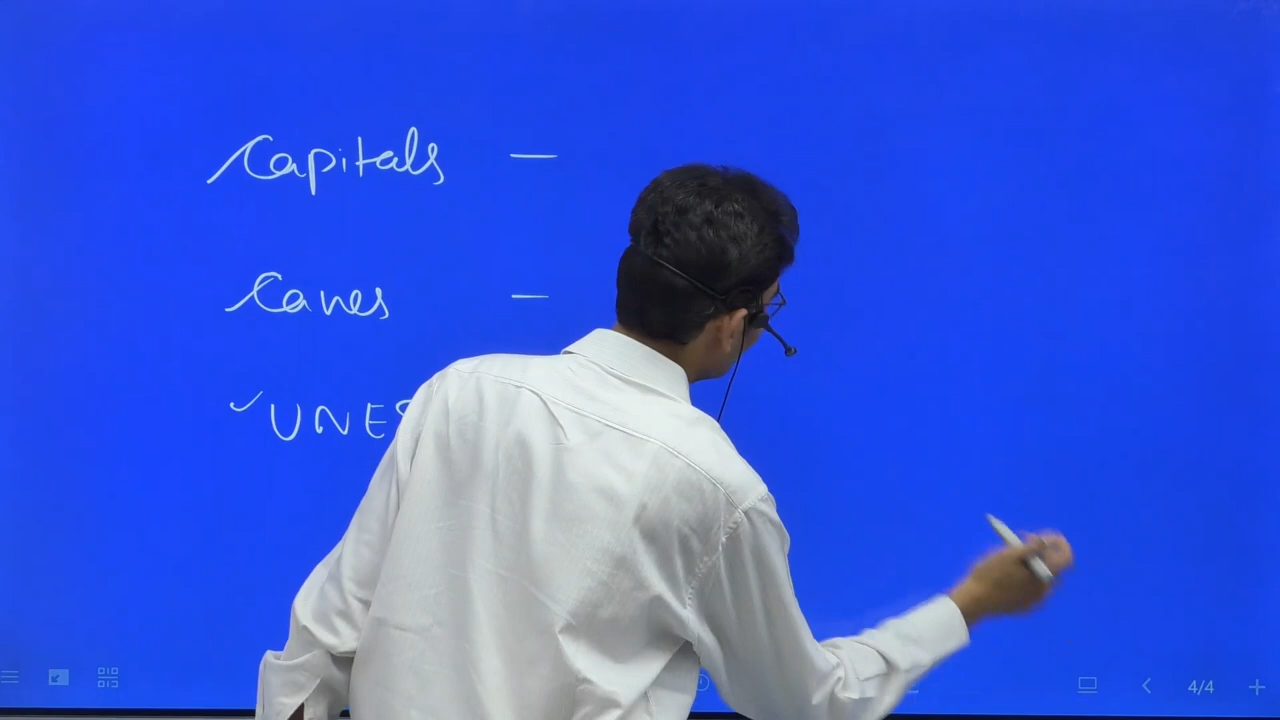 Capitals —
Caves —
✓ UNES
4/4